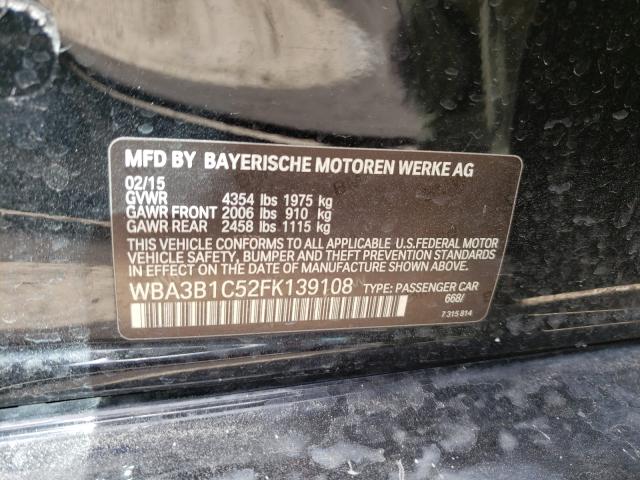 MFD BY BAYERISCHE MOTOREN WERKE AG
02/15
GVWR 4354 lbs 1975 kg
GAWR FRONT 2006 lbs 910 kg
GAWR REAR 2458 lbs 1115 kg
THIS VEHICLE CONFORMS TO ALL APPLICABLE U.S.FEDERAL MOTOR
VEHICLE SAFETY, BUMPER AND THEFT PREVENTION
STANDARDS IN EFFECT ON THE
DATE OF MANUFACTURE SHOWN ABOVE.
WBA3B1C52FK139108 TYPE: PASSENGER CAR
668/
7 315 814